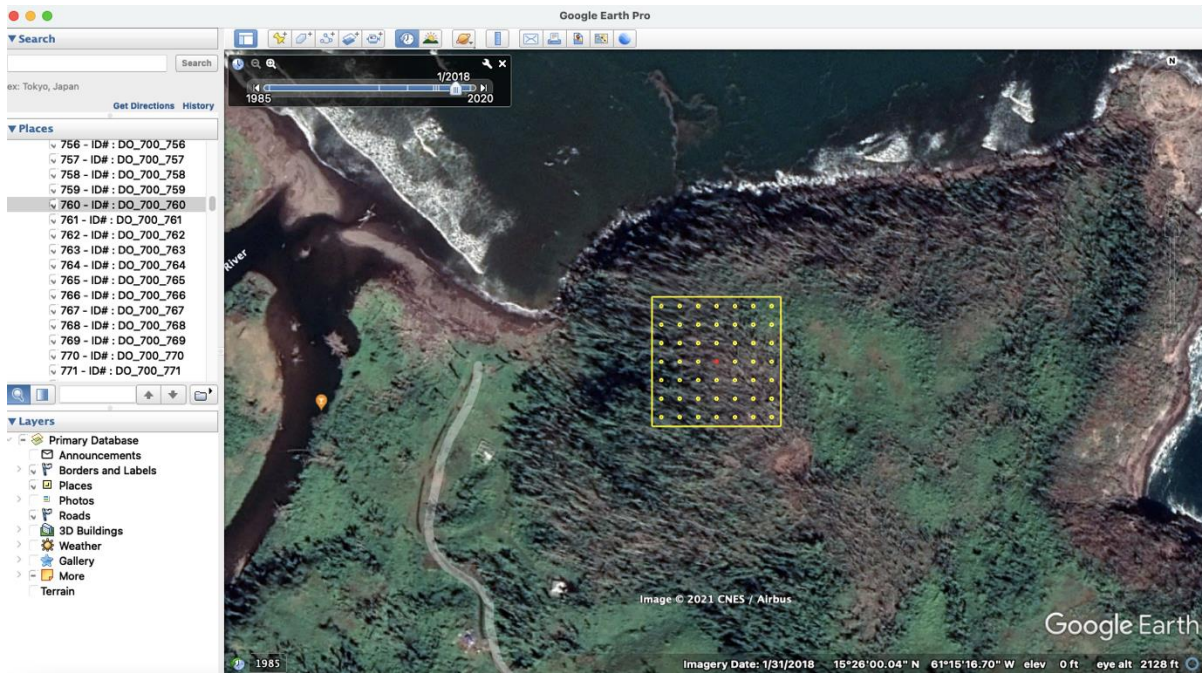 Google Earth Pro
Search
Search
ex: Tokyo, Japan
Get Directions History
Places
756 - ID# : DO_700_756
757 - ID# : DO_700_757
758 - ID# : DO_700_758
759 - ID# : DO_700_759
760 - ID# : DO_700_760
761 - ID# : DO_700_761
762 - ID# : DO_700_762
763 - ID# : DO_700_763
764 - ID# : DO_700_764
765 - ID# : DO_700_765
766 - ID# : DO_700_766
767 - ID# : DO_700_767
768 - ID# : DO_700_768
769 - ID# : DO_700_769
770 - ID# : DO_700_770
771 - ID# : DO_700_771
Layers
Primary Database
Announcements
Borders and Labels
Places
Photos
Roads
3D Buildings
Weather
Gallery
More
Terrain
1/2018
1985 2020
N
River
T
Image © 2021 CNES / Airbus
Google Earth
1985
Imagery Date: 1/31/2018 15°26'00.04" N 61°15'16.70" W elev 0 ft eye alt 2128 ft